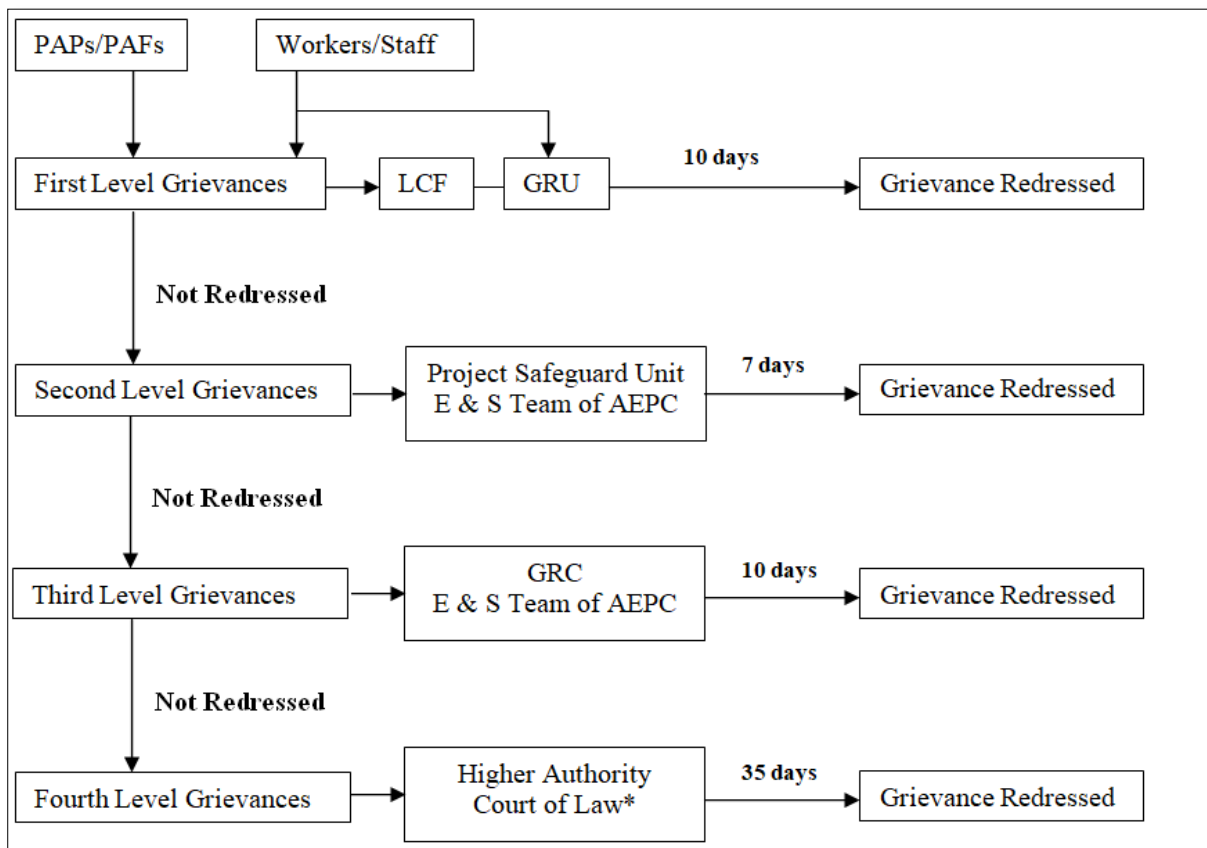 PAPs/PAFs
Workers/Staff
First Level Grievances
LCF
GRU
10 days
Grievance Redressed
Not Redressed
Second Level Grievances
Project Safeguard Unit
E & S Team of AEPC
7 days
Grievance Redressed
Not Redressed
Third Level Grievances
GRC
E & S Team of AEPC
10 days
Grievance Redressed
Not Redressed
Fourth Level Grievances
Higher Authority
Court of Law*
35 days
Grievance Redressed